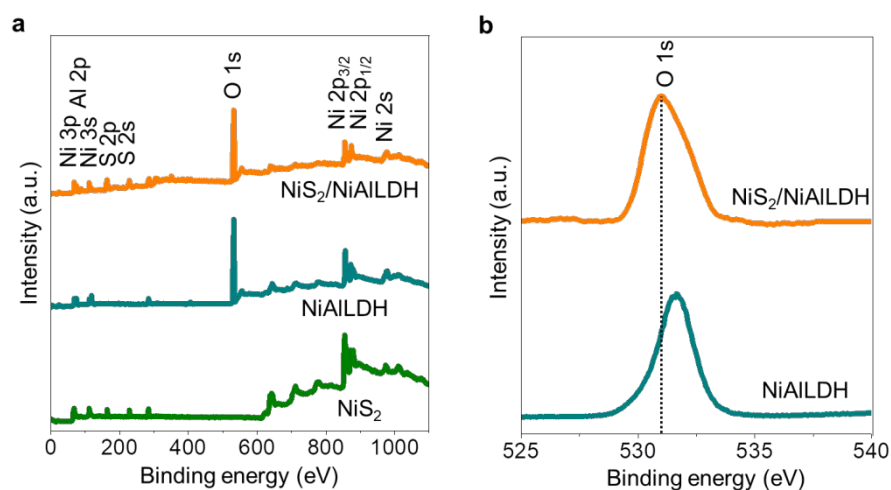 a
Ni 3p
Al 2p
Ni 3s
S 2p
S 2s
O 1s
Ni 2p3/2
Ni 2p1/2
Ni 2s
NiS2/NiAlLDH
NiAlLDH
NiS2
Intensity (a.u.)
0 200 400 600 800 1000
Binding energy (eV)
b
O 1s
NiS2/NiAlLDH
NiAlLDH
Intensity (a.u.)
525 530 535 540
Binding energy (eV)